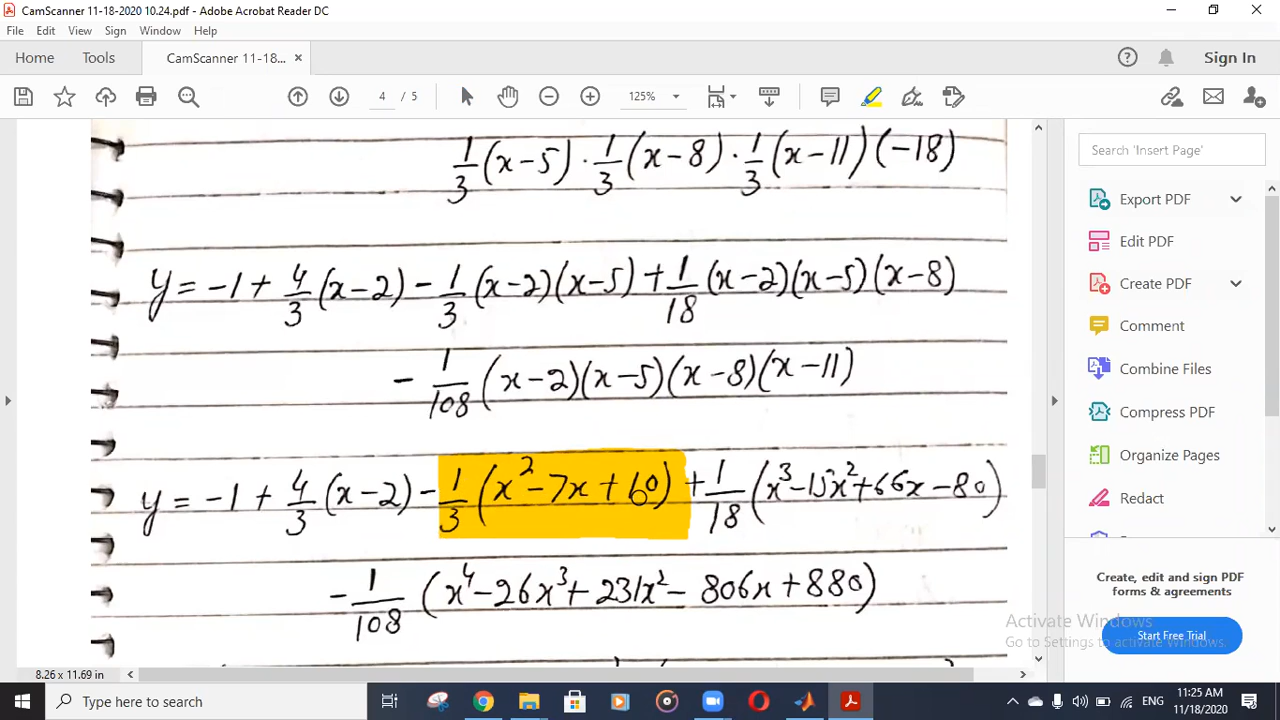 CamScanner 11-18-2020 10.24.pdf - Adobe Acrobat Reader DC
File Edit View Sign Window Help
Home Tools CamScanner 11-18... × Sign In
4 / 5 125%
1/3 (x-5) · 1/3 (x-8) · 1/3 (x-11)(-18)
y = -1 + 4/3 (x-2) - 1/3 (x-2)(x-5) + 1/18 (x-2)(x-5)(x-8)
- 1/108 (x-2)(x-5)(x-8)(x-11)
y = -1 + 4/3 (x-2) - 1/3 (x² - 7x + 10) + 1/18 (x³ - 15x² + 66x - 80)
- 1/108 (x⁴ - 26x³ + 231x² - 806x + 880)
8.26 x 11.69 in
Search 'Insert Page'
Export PDF
Edit PDF
Create PDF
Comment
Combine Files
Compress PDF
Organize Pages
Redact
Create, edit and sign PDF
forms & agreements
Start Free Trial
Activate Windows
Go to Settings to activate Windows.
Type here to search
ENG
11:25 AM
11/18/2020